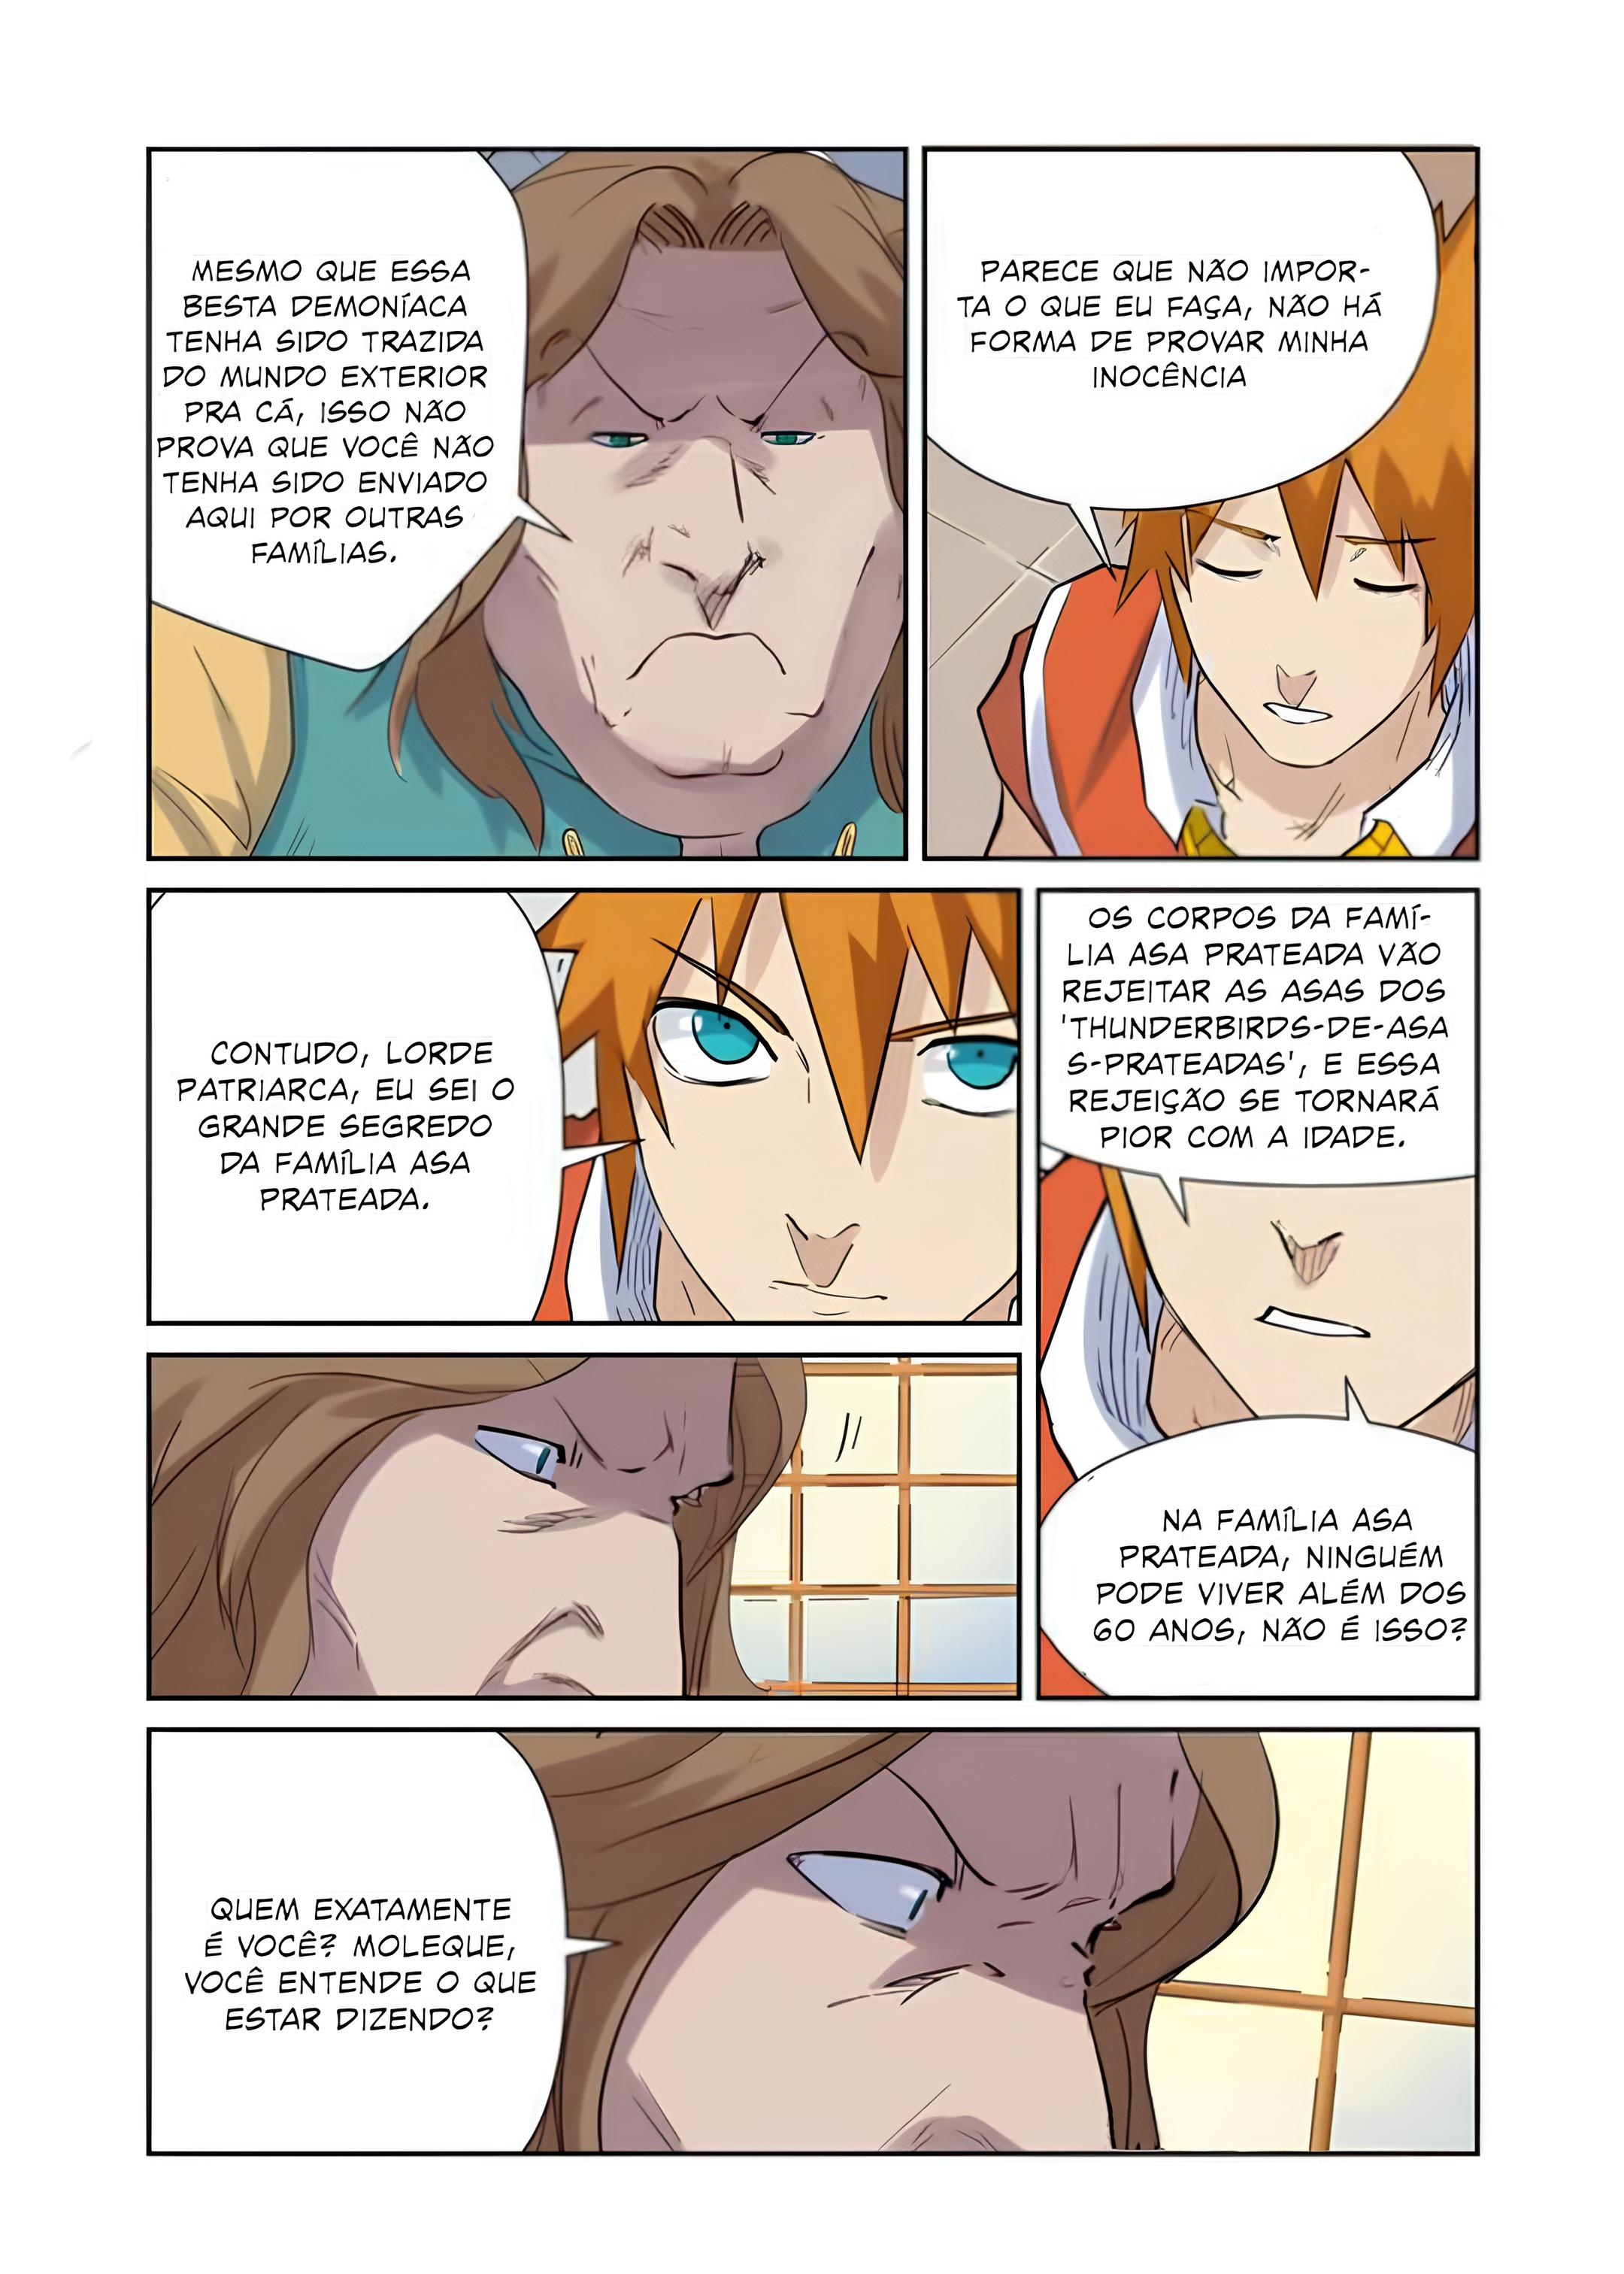 MESMO QUE ESSA
BESTA DEMONÍACA
TENHA SIDO TRAZIDA
DO MUNDO EXTERIOR
PRA CÁ, ISSO NÃO
PROVA QUE VOCÊ NÃO
TENHA SIDO ENVIADO
AQUI POR OUTRAS
FAMÍLIAS.
PARECE QUE NÃO IMPOR-
TA O QUE EU FAÇA, NÃO HÁ
FORMA DE PROVAR MINHA
INOCÊNCIA
CONTUDO, LORDE
PATRIARCA, EU SEI O
GRANDE SEGREDO
DA FAMÍLIA ASA
PRATEADA.
OS CORPOS DA FAMÍ-
LIA ASA PRATEADA VÃO
REJEITAR AS ASAS DOS
'THUNDERBIRDS-DE-ASA
S-PRATEADAS', E ESSA
REJEIÇÃO SE TORNARÁ
PIOR COM A IDADE.
NA FAMÍLIA ASA
PRATEADA, NINGUÉM
PODE VIVER ALÉM DOS
60 ANOS, NÃO É ISSO?
QUEM EXATAMENTE
É VOCÊ? MOLEQUE,
VOCÊ ENTENDE O QUE
ESTAR DIZENDO?